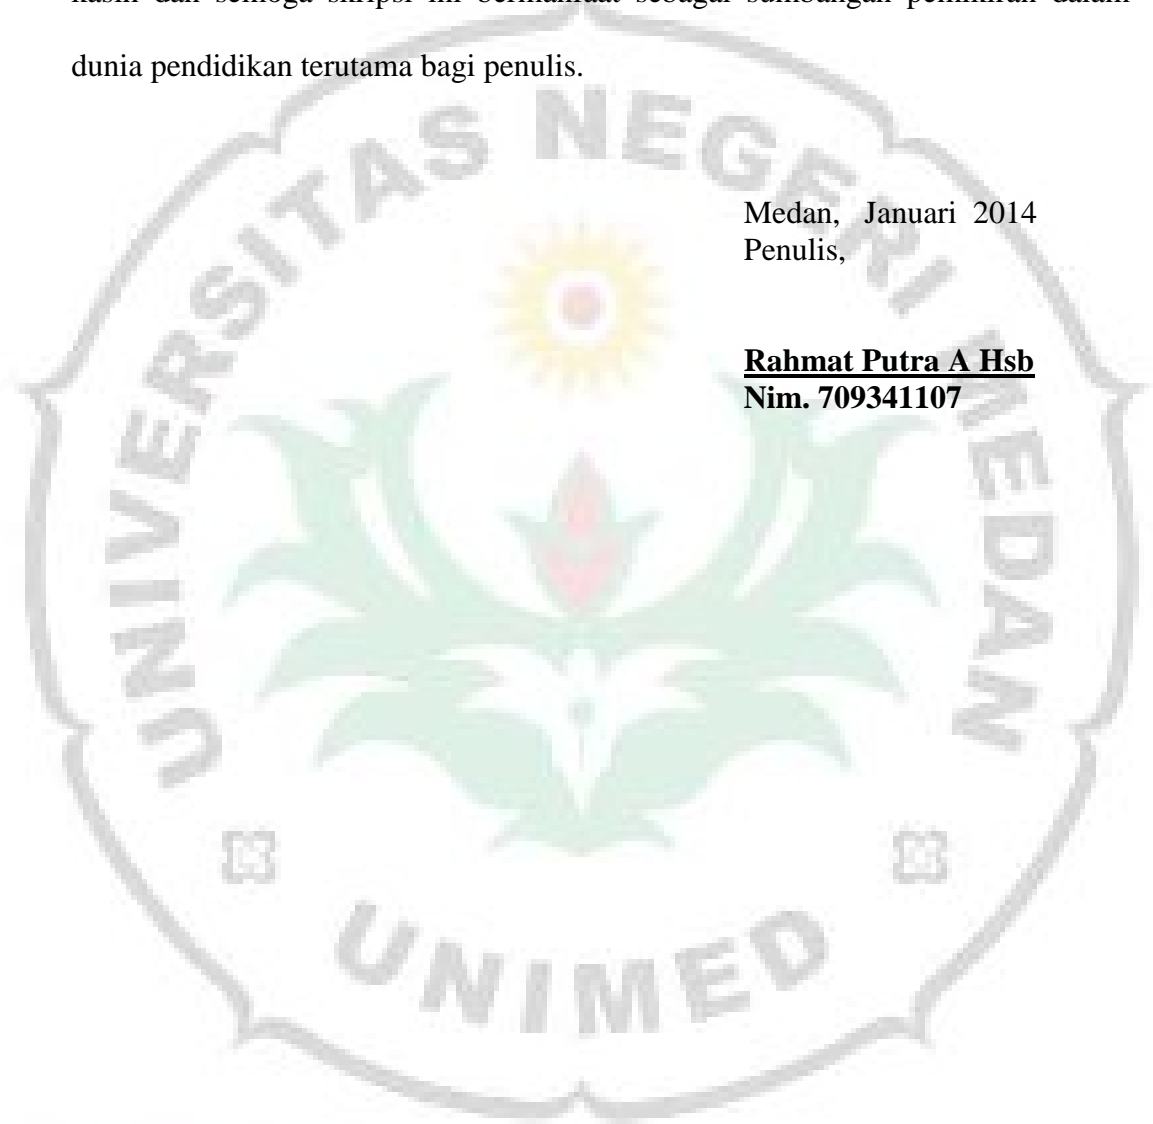 kasih dan semoga skripsi ini bermanfaat sebagai sumbangan pemikiran dalam
dunia pendidikan terutama bagi penulis.
Medan, Januari 2014
Penulis,
Rahmat Putra A Hsb
Nim. 709341107
UNIVERSITAS NEGERI MEDAN
UNIMED